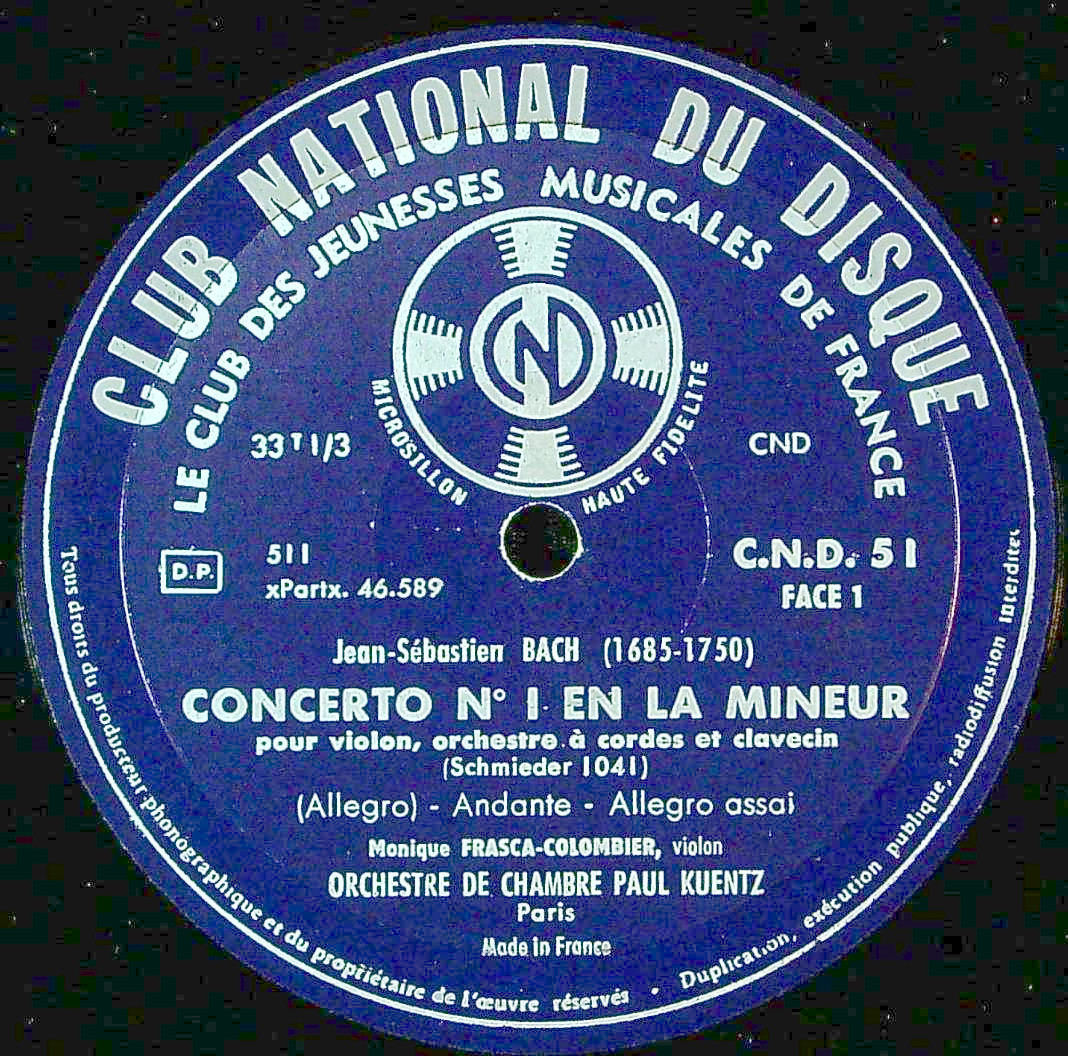 CLUB NATIONAL DU DISQUE
LE CLUB DES JEUNESSES MUSICALES DE FRANCE
N
MICROSILLON HAUTE FIDELITE
33 T 1/3
CND
D.P.
511
xPartx. 46.589
C.N.D. 51
FACE 1
Jean-Sébastien BACH (1685-1750)
CONCERTO N° 1 EN LA MINEUR
pour violon, orchestre à cordes et clavecin
(Schmieder 1041)
(Allegro) - Andante - Allegro assai
Monique FRASCA-COLOMBIER, violon
ORCHESTRE DE CHAMBRE PAUL KUENTZ
Paris
Made in France
Tous droits du producteur phonographique et du propriétaire de l'œuvre réservés • Duplication, exécution publique, radiodiffusion interdites